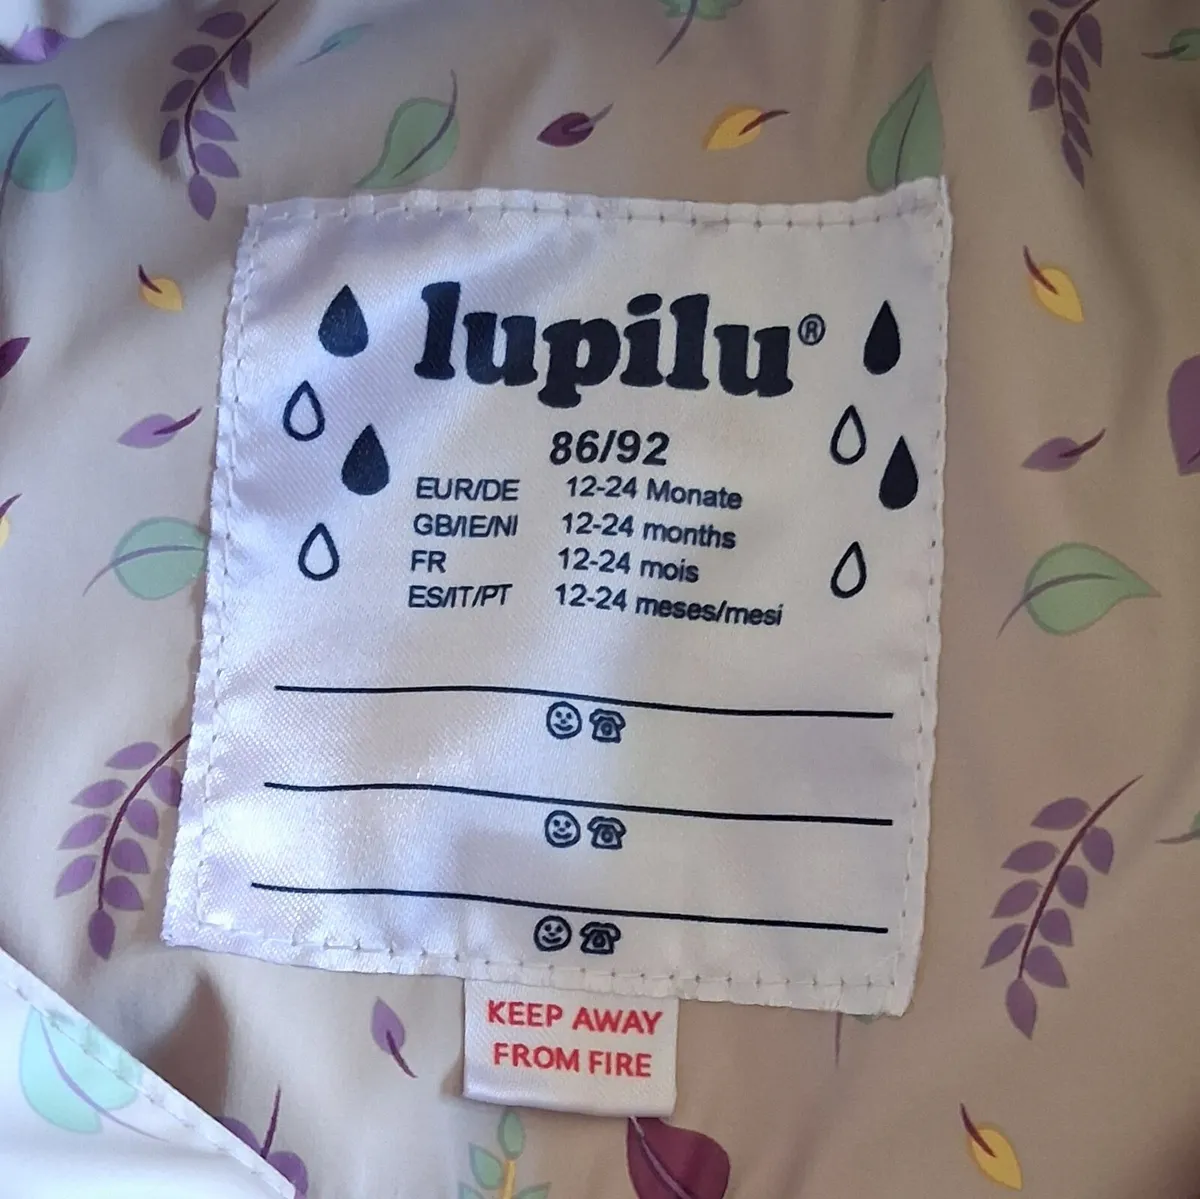 lupilu®
86/92
EUR/DE 12-24 Monate
GB/IE/NI 12-24 months
FR 12-24 mois
ES/IT/PT 12-24 meses/mesi
KEEP AWAY
FROM FIRE